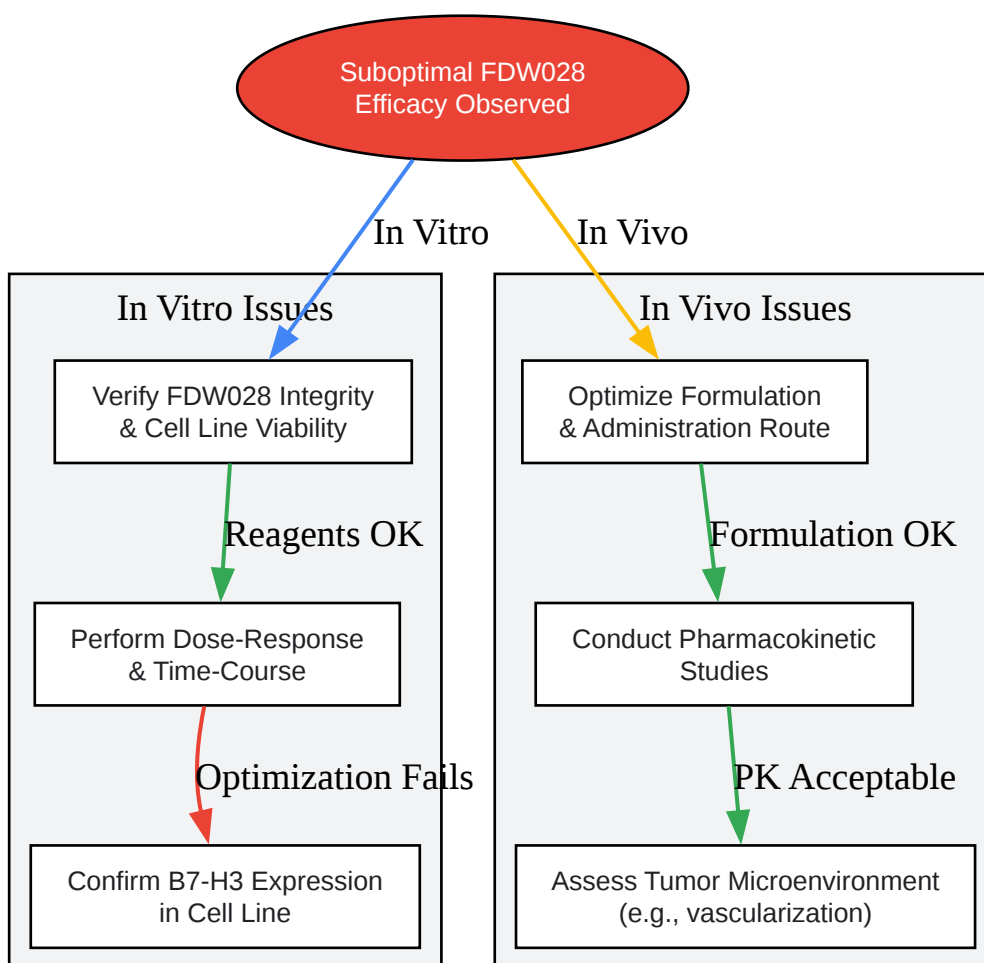 Suboptimal FDW028
Efficacy Observed
In Vitro
In Vivo
In Vitro Issues
Verify FDW028 Integrity
& Cell Line Viability
Reagents OK
Perform Dose-Response
& Time-Course
Optimization Fails
Confirm B7-H3 Expression
in Cell Line
In Vivo Issues
Optimize Formulation
& Administration Route
Formulation OK
Conduct Pharmacokinetic
Studies
PK Acceptable
Assess Tumor Microenvironment
(e.g., vascularization)